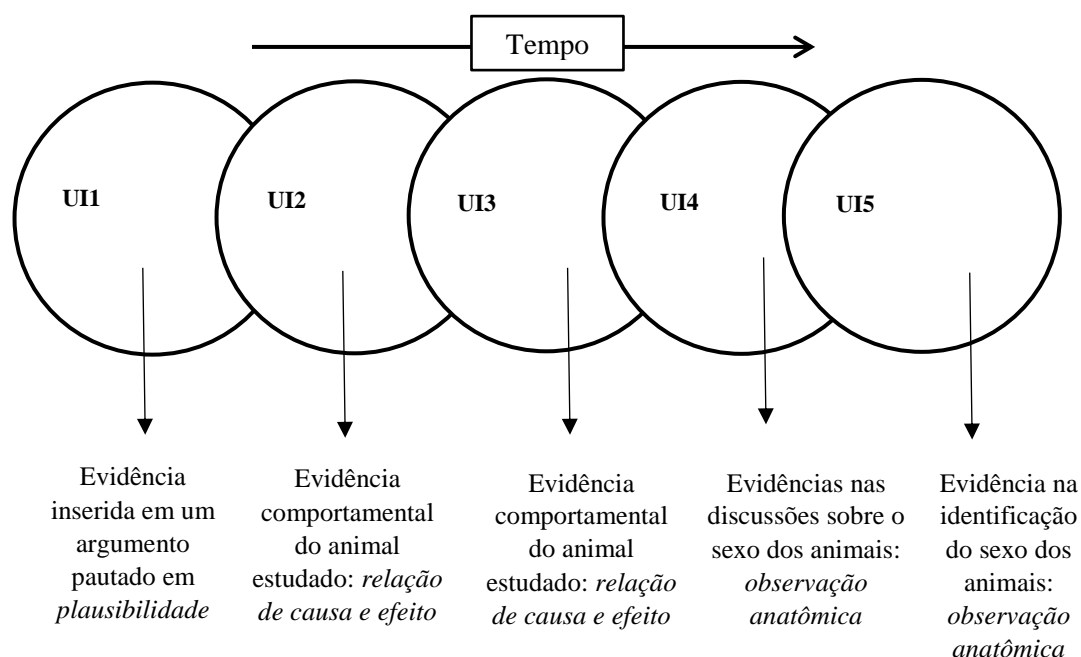 Tempo
UI1
UI2
UI3
UI4
UI5
Evidência
inserida em um
argumento
pautado em
plausibilidade
Evidência
comportamental
do animal
estudado: relação
de causa e efeito
Evidência
comportamental
do animal
estudado: relação
de causa e efeito
Evidências nas
discussões sobre o
sexo dos animais:
observação
anatômica
Evidência na
identificação
do sexo dos
animais:
observação
anatômica